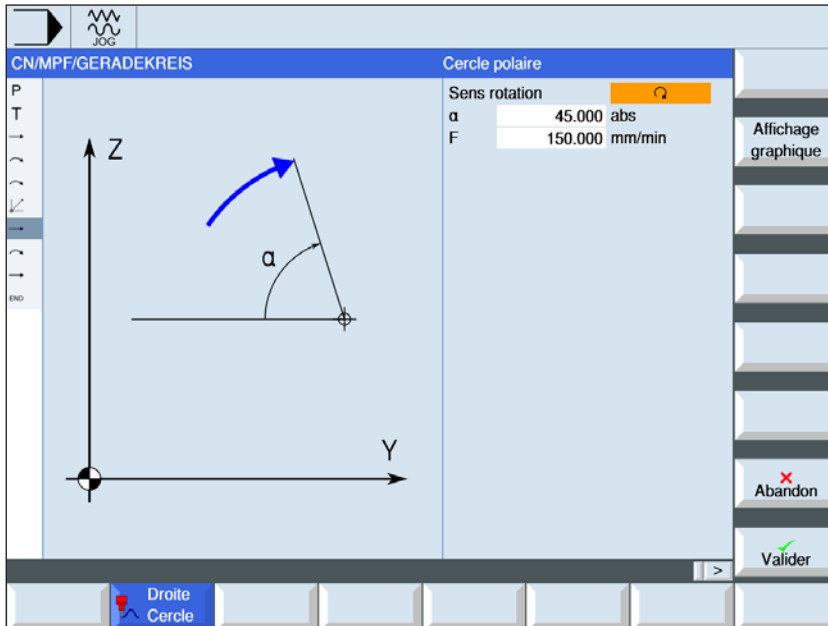 JOG
CN/MPF/GERADEKREIS
Cercle polaire
P
T
END
Z
α
Y
Sens rotation
α 45.000 abs
F 150.000 mm/min
Affichage
graphique
Abandon
Valider
>
Droite
Cercle